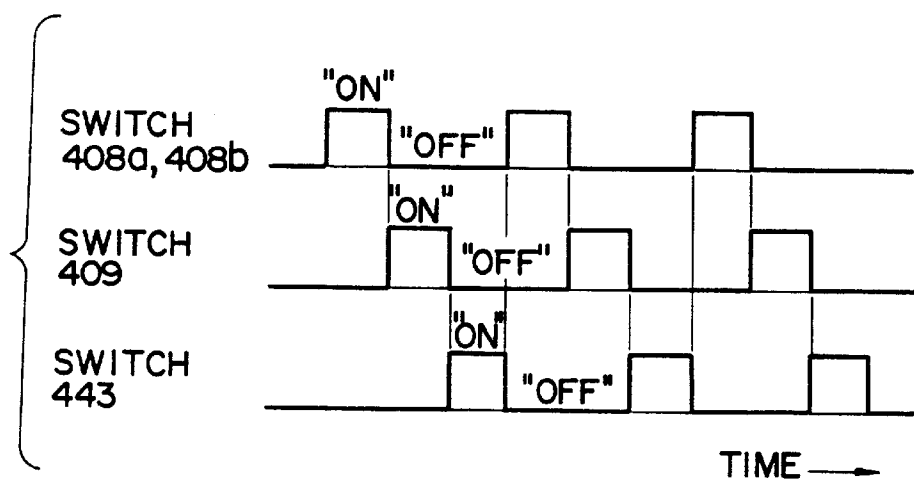 "ON"
SWITCH
408a, 408b
"OFF"
"ON"
SWITCH
409
"OFF"
"ON"
SWITCH
443
"OFF"
TIME